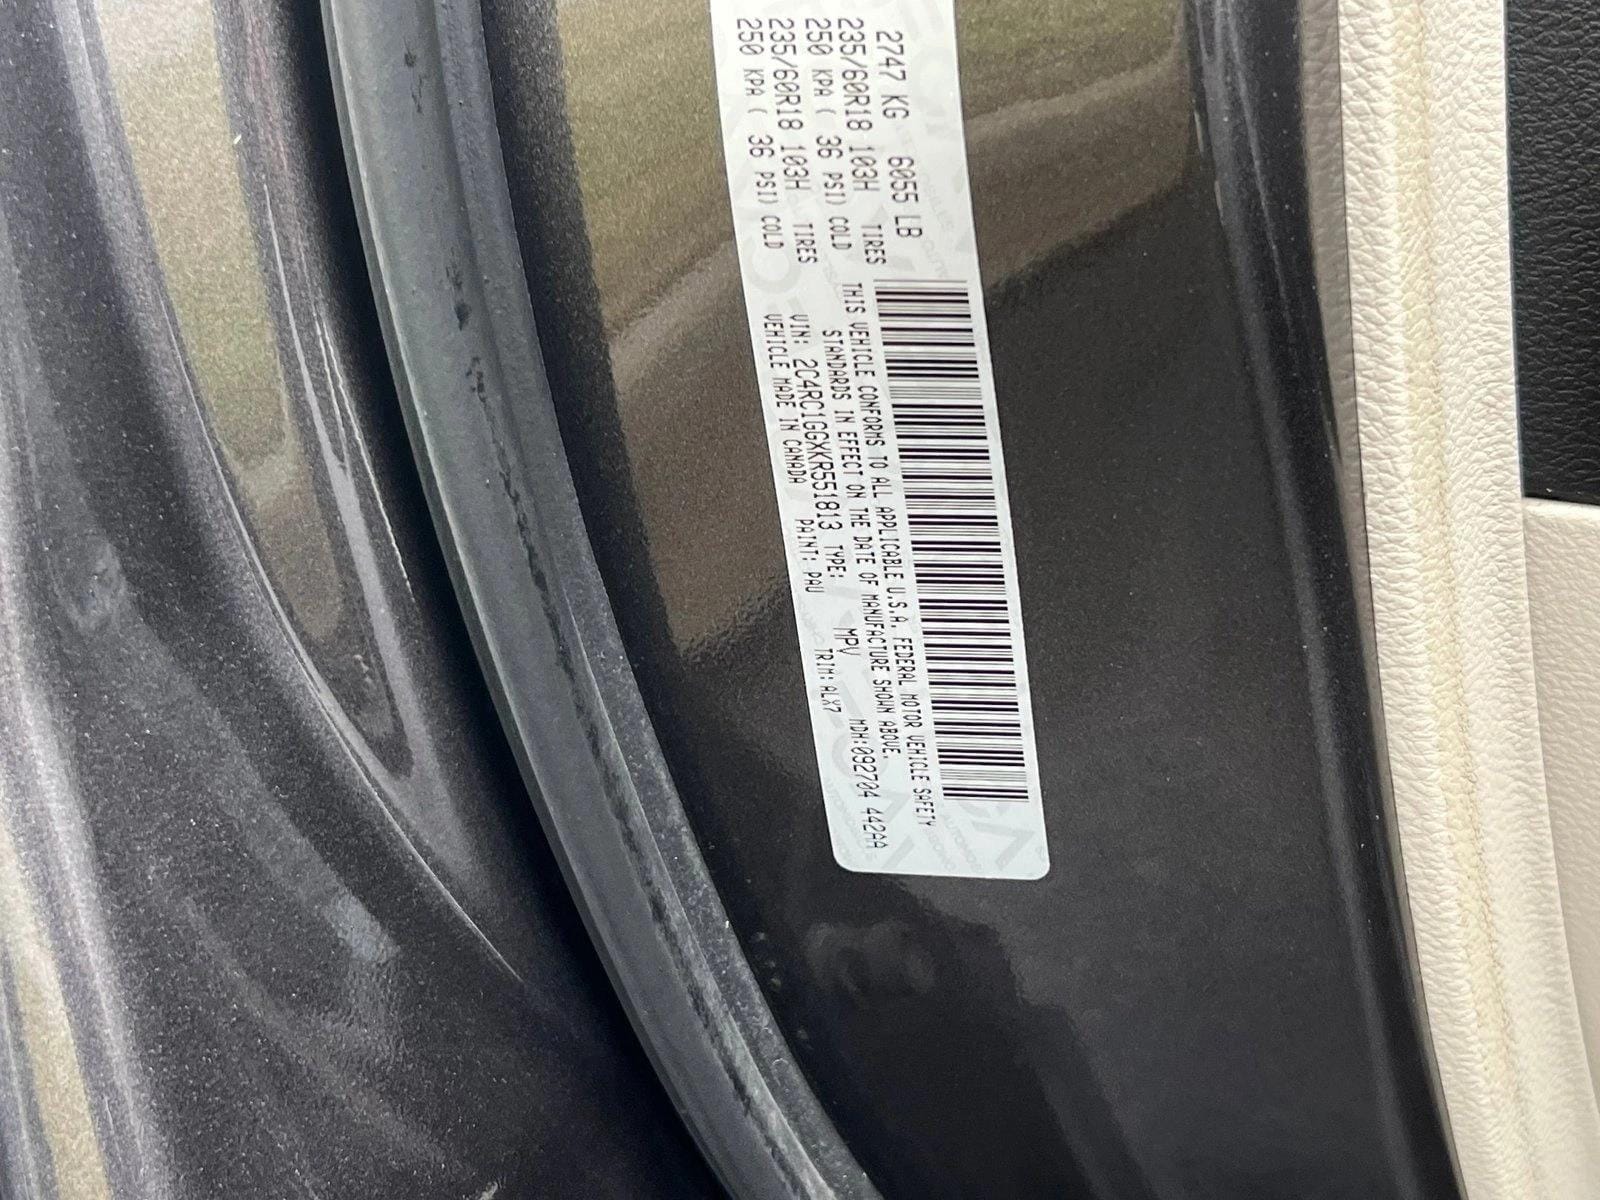 2747 KG 6055 LB
235/60R18 103H TIRES
250 KPA ( 36 PSI) COLD
235/60R18 103H TIRES
250 KPA ( 36 PSI) COLD
THIS VEHICLE CONFORMS TO ALL APPLICABLE U.S.A. FEDERAL MOTOR VEHICLE SAFETY
STANDARDS IN EFFECT ON THE DATE OF MANUFACTURE SHOWN ABOVE.
VIN: 2C4RC1GGXKR551813 TYPE: MPV MDH:092704 442AA
VEHICLE MADE IN CANADA PAINT: PAU TRIM:ALX7